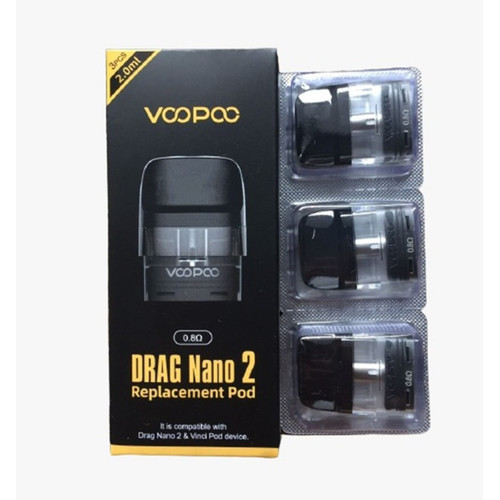 3PCS
2.0ml
VOOPOO
VOOPOO
0.8Ω
DRAG Nano 2
Replacement Pod
It is compatible with
Drag Nano 2 & Vinci Pod device.
0.8Ω
0.8Ω
0.8Ω